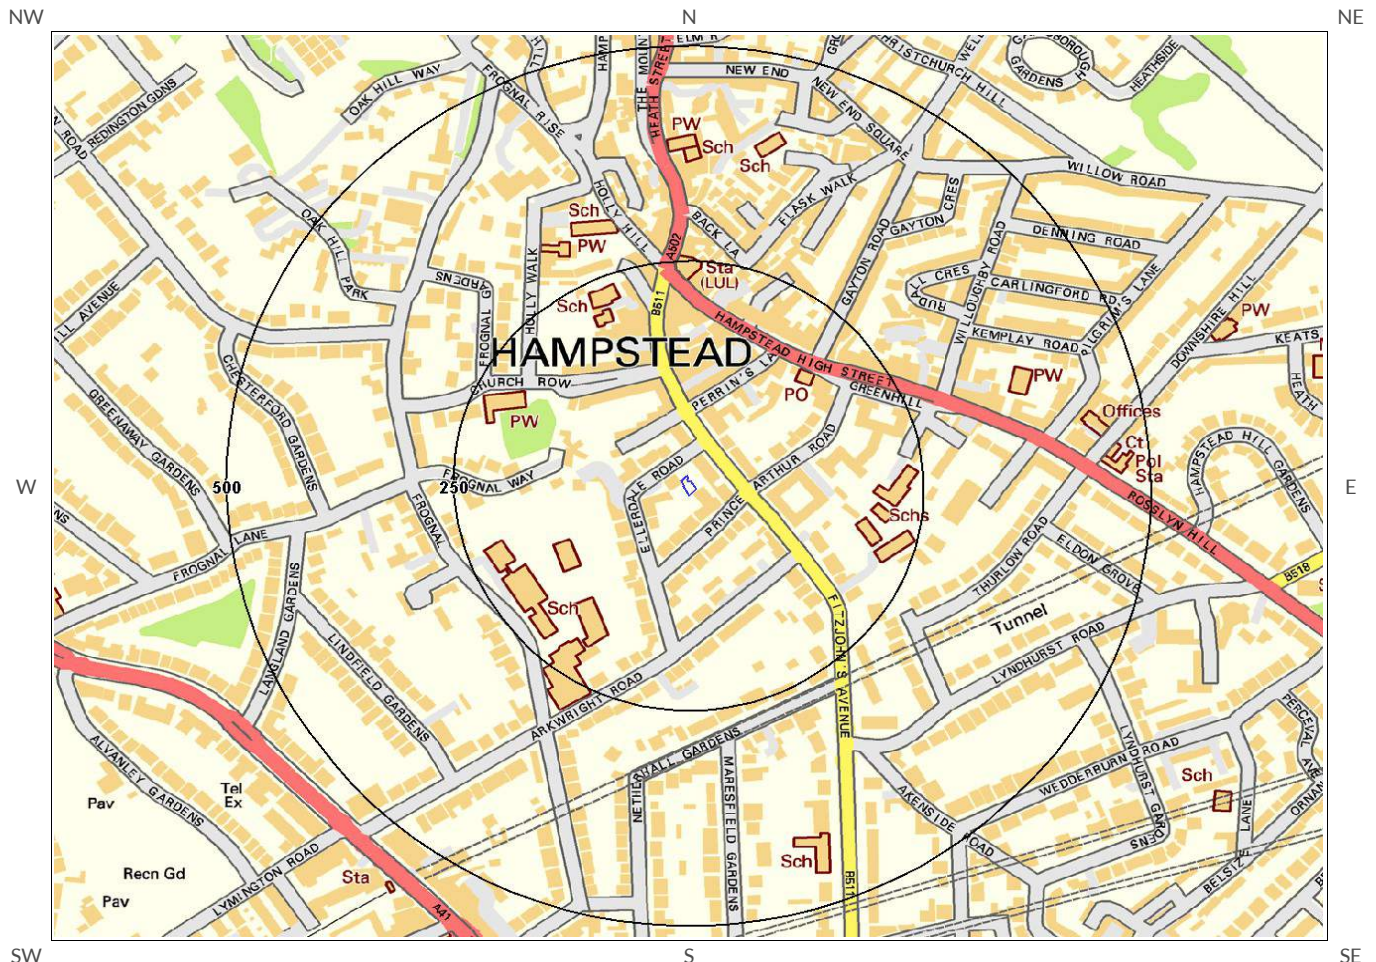 NW
N
NE
ELM R
HAMP
THE MOUNT
HEATH STREET
HILL
OAK HILL WAY
FROGNAL RISE
NEW END
NEW END SQUARE
CHRISTCHURCH HILL
WELL
GARDENS
HEATHSIDE
REDINGTON GDNS
ROAD
PW
Sch
Sch
WILLOW ROAD
FLASK WALK
GAYTON CRES
GAYTON ROAD
BACK LA
HOLLY HILL
HOLLY WALK
Sch
PW
OAK HILL PARK
A502
Sta
(LUL)
DENNING ROAD
WILLOUGHBY ROAD
RUDALL CRES
CARLINGFORD RD
PILGRIM'S LANE
KEMPLAY ROAD
DOWNSHIRE HILL
PW
KEATS
HEATH
LL AVENUE
FROGNAL
GARDENS
Sch
B511
HAMPSTEAD
HAMPSTEAD HIGH STREET
GREENHILL
PERRIN'S LA
PO
PW
CHURCH ROW
PW
CHESTERFORD GARDENS
GREENAWAY GARDENS
Offices
Ct
Pol
Sta
HAMPSTEAD HILL GARDENS
ROSSLYN HILL
W
500
250
FROGNAL WAY
FROGNAL
ELLERDALE ROAD
PRINCE ARTHUR ROAD
Schs
E
NS
FROGNAL LANE
THURLOW ROAD
ELDON GROVE
B518
S
Tunnel
LYNDHURST ROAD
Sch
FITZJOHN'S AVENUE
LANGLAND GARDENS
LINDFIELD GARDENS
ARKWRIGHT ROAD
NETHERHALL GARDENS
MARESFIELD GARDENS
LYNDHURST GARDENS
WEDDERBURN ROAD
PERCEVAL AVE
Sch
LANE
ORNAN
BELSIZE
ALVANLEY GARDENS
Tel
Ex
Pav
Recn Gd
Pav
LYMINGTON ROAD
Sta
A41
Sch
B511
AKENSIDE ROAD
SW
S
SE